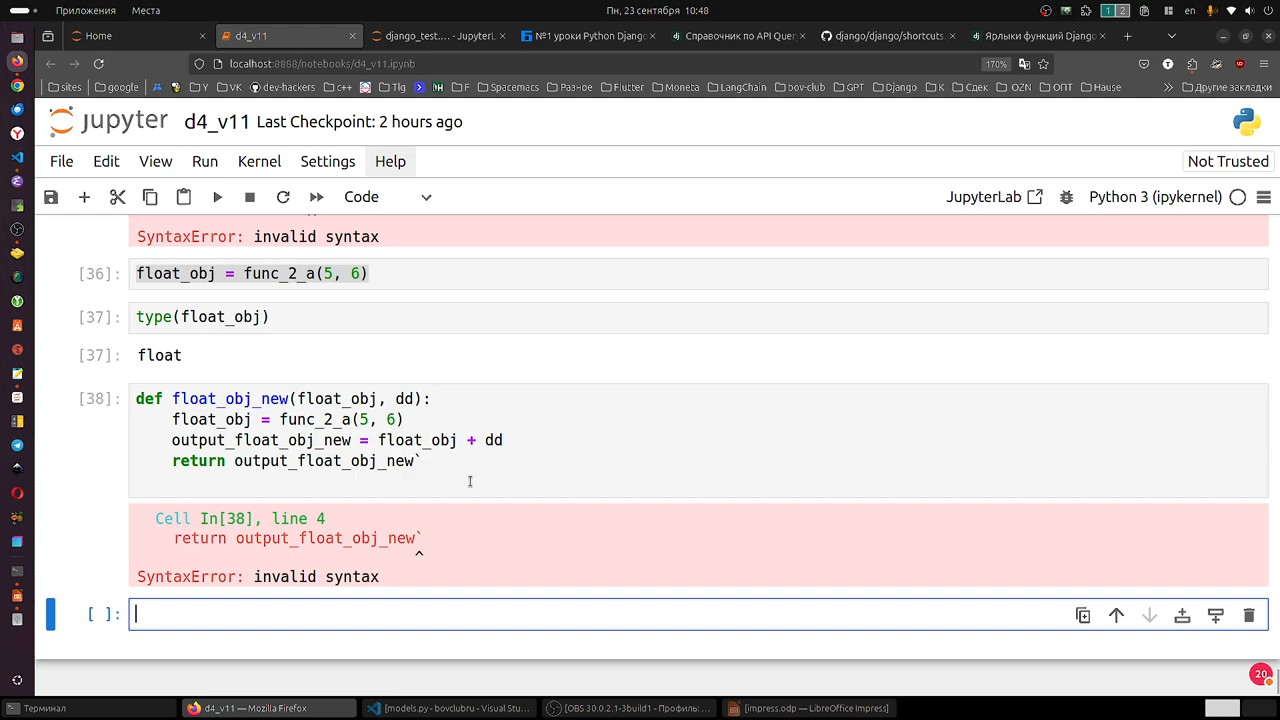 Приложения Места Пн, 23 сентября 10:48 1 2 en
Home d4_v11 django_test.... - JupyterL №1 уроки Python Django Справочник по API Quer django/django/shortcuts. Ярлыки функций Django
localhost:8888/notebooks/d4_v11.ipynb 170%
sites google Y VK dev-hackers c++ Tlg H F Spacemacs Разное Flutter Moneta LangChain bov-club GPT Django K Сдек OZN ОПТ Hause Другие закладки
jupyter d4_v11 Last Checkpoint: 2 hours ago
File Edit View Run Kernel Settings Help Not Trusted
Code JupyterLab Python 3 (ipykernel)
SyntaxError: invalid syntax
[36]: float_obj = func_2_a(5, 6)
[37]: type(float_obj)
[37]: float
[38]: def float_obj_new(float_obj, dd):
float_obj = func_2_a(5, 6)
output_float_obj_new = float_obj + dd
return output_float_obj_new`
Cell In[38], line 4
return output_float_obj_new`
^
SyntaxError: invalid syntax
[ ]:
20
Терминал d4_v11 — Mozilla Firefox [models.py - bovclubru - Visual Stu... [OBS 30.0.2.1-3build1 - Профиль: ... [impress.odp — LibreOffice Impress]